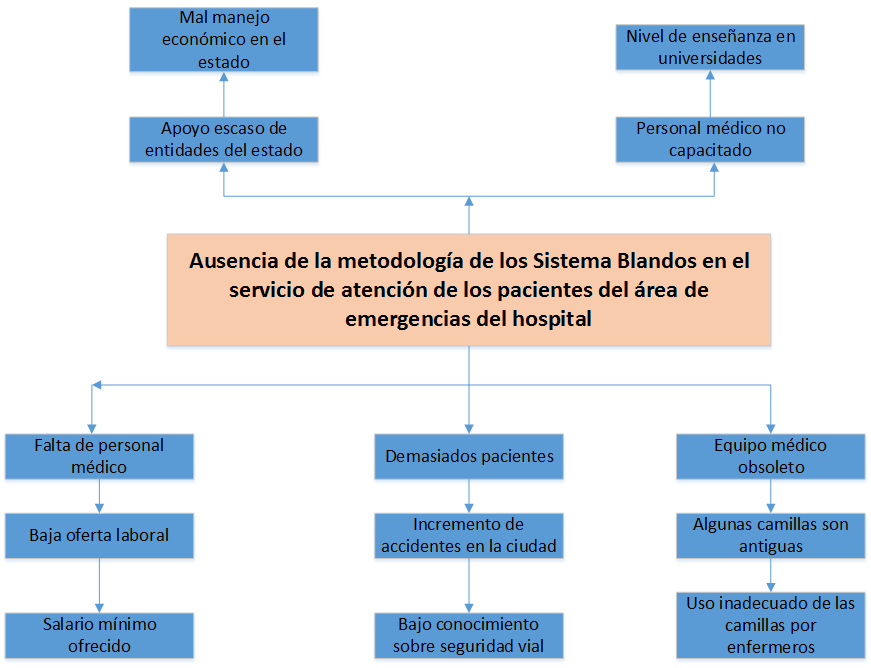 Mal manejo
económico en el
estado
Nivel de enseñanza en
universidades
Apoyo escaso de
entidades del estado
Personal médico no
capacitado
Ausencia de la metodología de los Sistema Blandos en el
servicio de atención de los pacientes del área de
emergencias del hospital
Falta de personal
médico
Demasiados pacientes
Equipo médico
obsoleto
Baja oferta laboral
Incremento de
accidentes en la ciudad
Algunas camillas son
antiguas
Salario mínimo
ofrecido
Bajo conocimiento
sobre seguridad vial
Uso inadecuado de las
camillas por
enfermeros